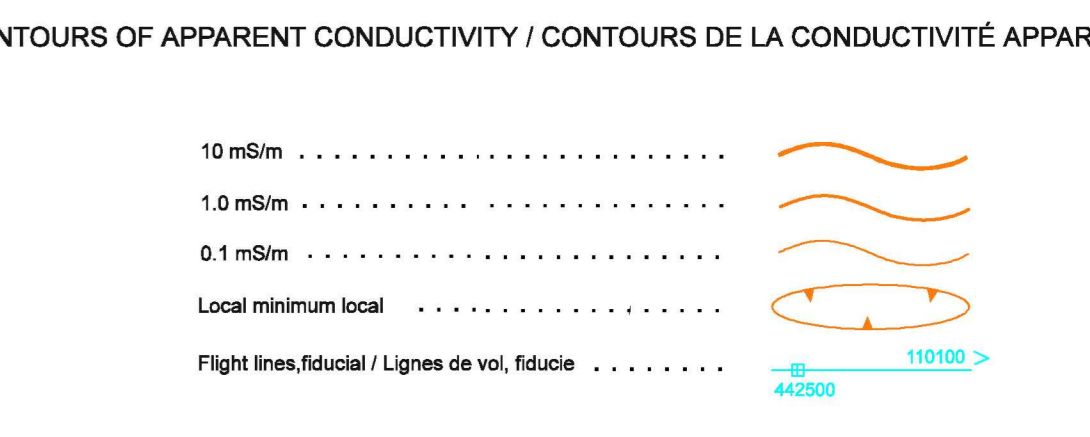 NTOURS OF APPARENT CONDUCTIVITY / CONTOURS DE LA CONDUCTIVITÉ APPAR
10 mS/m
1.0 mS/m
0.1 mS/m
Local minimum local
Flight lines,fiducial / Lignes de vol, fiducie
110100 >
442500